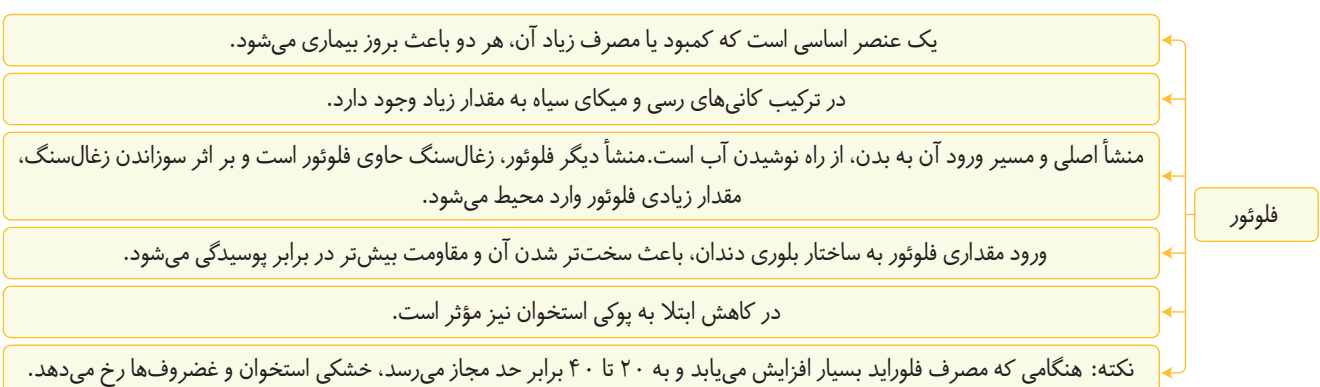 فلوئور
یک عنصر اساسی است که کمبود یا مصرف زیاد آن، هر دو باعث بروز بیماری می‌شود.
در ترکیب کانی‌های رسی و میکای سیاه به مقدار زیاد وجود دارد.
منشأ اصلی و مسیر ورود آن به بدن، از راه نوشیدن آب است.منشأ دیگر فلوئور، زغال‌سنگ حاوی فلوئور است و بر اثر سوزاندن زغال‌سنگ،
مقدار زیادی فلوئور وارد محیط می‌شود.
ورود مقداری فلوئور به ساختار بلوری دندان، باعث سخت‌تر شدن آن و مقاومت بیش‌تر در برابر پوسیدگی می‌شود.
در کاهش ابتلا به پوکی استخوان نیز مؤثر است.
نکته: هنگامی که مصرف فلوراید بسیار افزایش می‌یابد و به ۲۰ تا ۴۰ برابر حد مجاز می‌رسد، خشکی استخوان و غضروف‌ها رخ می‌دهد.